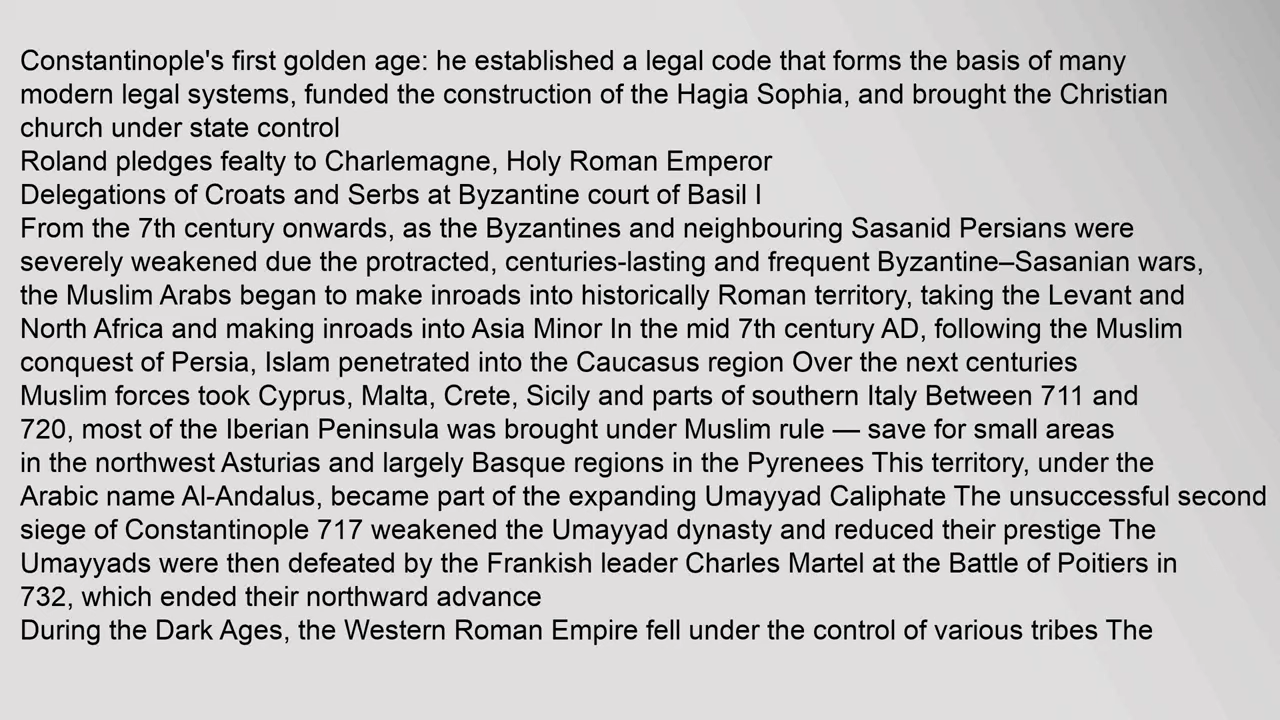 Constantinople's first golden age: he established a legal code that forms the basis of many
modern legal systems, funded the construction of the Hagia Sophia, and brought the Christian
church under state control
Roland pledges fealty to Charlemagne, Holy Roman Emperor
Delegations of Croats and Serbs at Byzantine court of Basil I
From the 7th century onwards, as the Byzantines and neighbouring Sasanid Persians were
severely weakened due the protracted, centuries-lasting and frequent Byzantine–Sasanian wars,
the Muslim Arabs began to make inroads into historically Roman territory, taking the Levant and
North Africa and making inroads into Asia Minor In the mid 7th century AD, following the Muslim
conquest of Persia, Islam penetrated into the Caucasus region Over the next centuries
Muslim forces took Cyprus, Malta, Crete, Sicily and parts of southern Italy Between 711 and
720, most of the Iberian Peninsula was brought under Muslim rule — save for small areas
in the northwest Asturias and largely Basque regions in the Pyrenees This territory, under the
Arabic name Al-Andalus, became part of the expanding Umayyad Caliphate The unsuccessful second
siege of Constantinople 717 weakened the Umayyad dynasty and reduced their prestige The
Umayyads were then defeated by the Frankish leader Charles Martel at the Battle of Poitiers in
732, which ended their northward advance
During the Dark Ages, the Western Roman Empire fell under the control of various tribes The